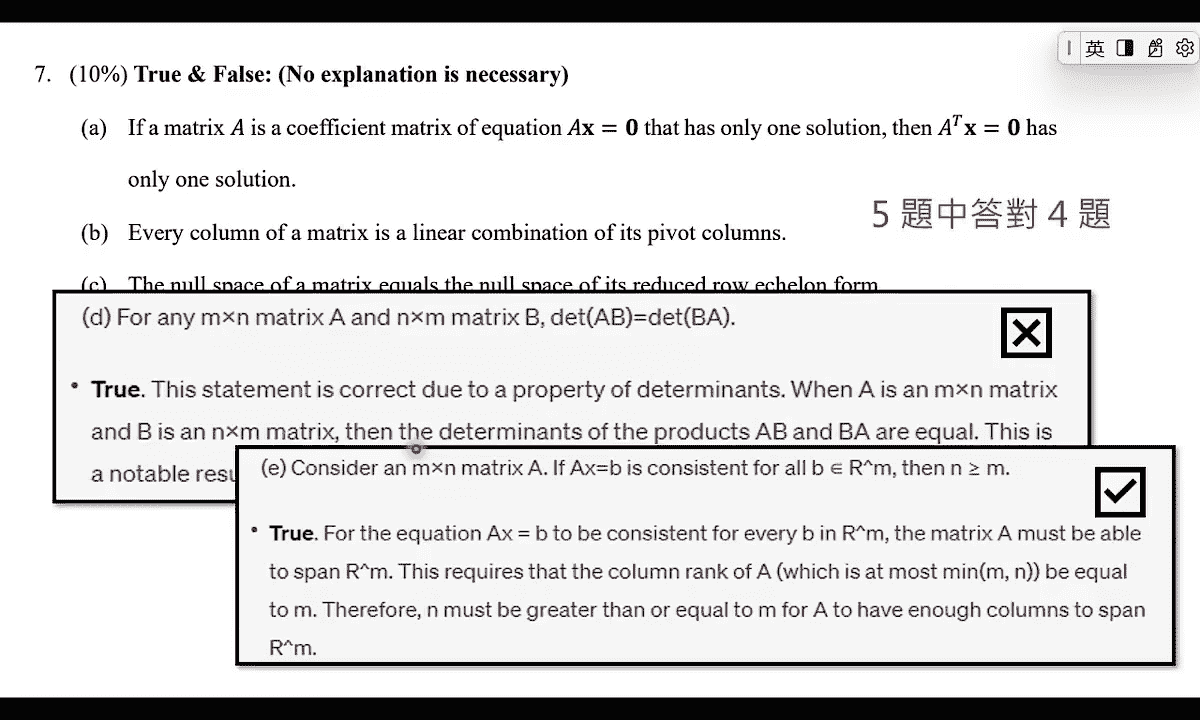 英
7. (10%) True & False: (No explanation is necessary)
(a) If a matrix A is a coefficient matrix of equation Ax = 0 that has only one solution, then Aᵀx = 0 has
only one solution.
5 題中答對 4 題
(b) Every column of a matrix is a linear combination of its pivot columns.
(c) The null space of a matrix equals the null space of its reduced row echelon form
(d) For any m×n matrix A and n×m matrix B, det(AB)=det(BA).
• True. This statement is correct due to a property of determinants. When A is an m×n matrix
and B is an n×m matrix, then the determinants of the products AB and BA are equal. This is
a notable
(e) Consider an m×n matrix A. If Ax=b is consistent for all b ∈ R^m, then n ≥ m.
• True. For the equation Ax = b to be consistent for every b in R^m, the matrix A must be able
to span R^m. This requires that the column rank of A (which is at most min(m, n)) be equal
to m. Therefore, n must be greater than or equal to m for A to have enough columns to span
R^m.